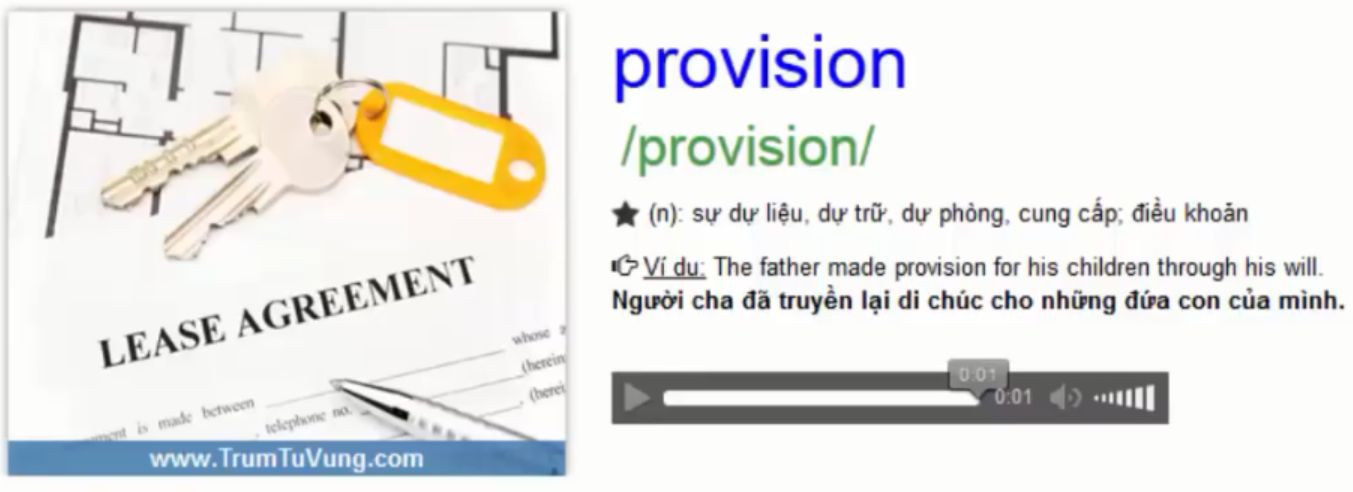 provision
/provision/
(n): sự dự liệu, dự trữ, dự phòng, cung cấp; điều khoản
Ví dụ: The father made provision for his children through his will.
Người cha đã truyền lại di chúc cho những đứa con của mình.
0:01
0:01
LEASE AGREEMENT
whose
(herein
(herei
is made between
telephone no.
www.TrumTuVung.com